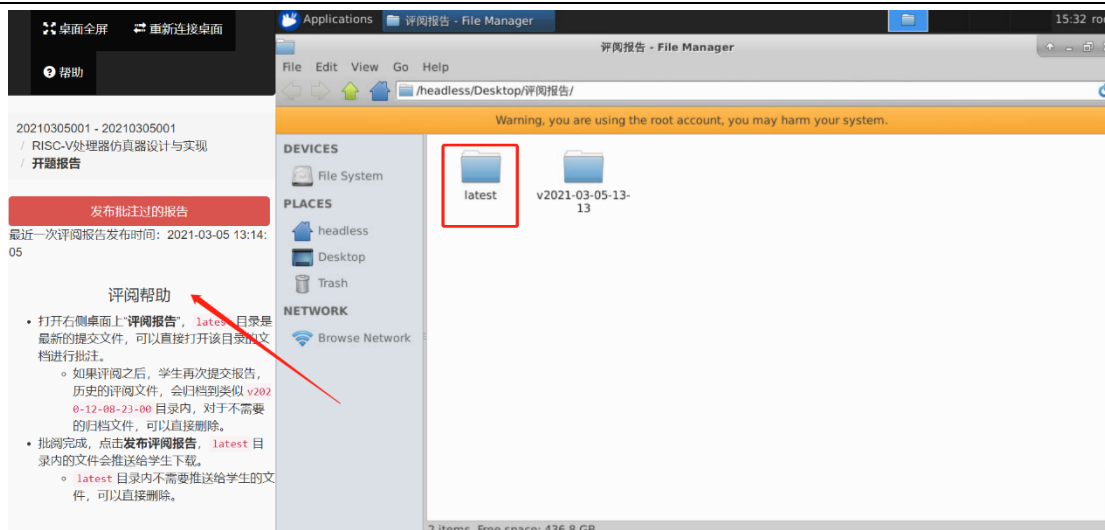 桌面全屏
重新连接桌面
帮助
20210305001 - 20210305001
/ RISC-V处理器仿真器设计与实现
/ 开题报告
发布批注过的报告
最近一次评阅报告发布时间：2021-03-05 13:14:
05
评阅帮助
• 打开右侧桌面上“评阅报告”， latest 目录是
最新的提交文件，可以直接打开该目录的文
档进行批注。
◦ 如果评阅之后，学生再次提交报告，
历史的评阅文件，会归档到类似 v202
0-12-08-23-00 目录内，对于不需要
的归档文件，可以直接删除。
• 批阅完成，点击发布评阅报告， latest 目
录内的文件会推送给学生下载。
◦ latest 目录内不需要推送给学生的文
件，可以直接删除。
Applications
评阅报告 - File Manager
15:32
评阅报告 - File Manager
File Edit View Go Help
/headless/Desktop/评阅报告/
Warning, you are using the root account, you may harm your system.
DEVICES
File System
PLACES
headless
Desktop
Trash
NETWORK
Browse Network
latest
v2021-03-05-13-
13
2 items, Free space: 436.8 GB